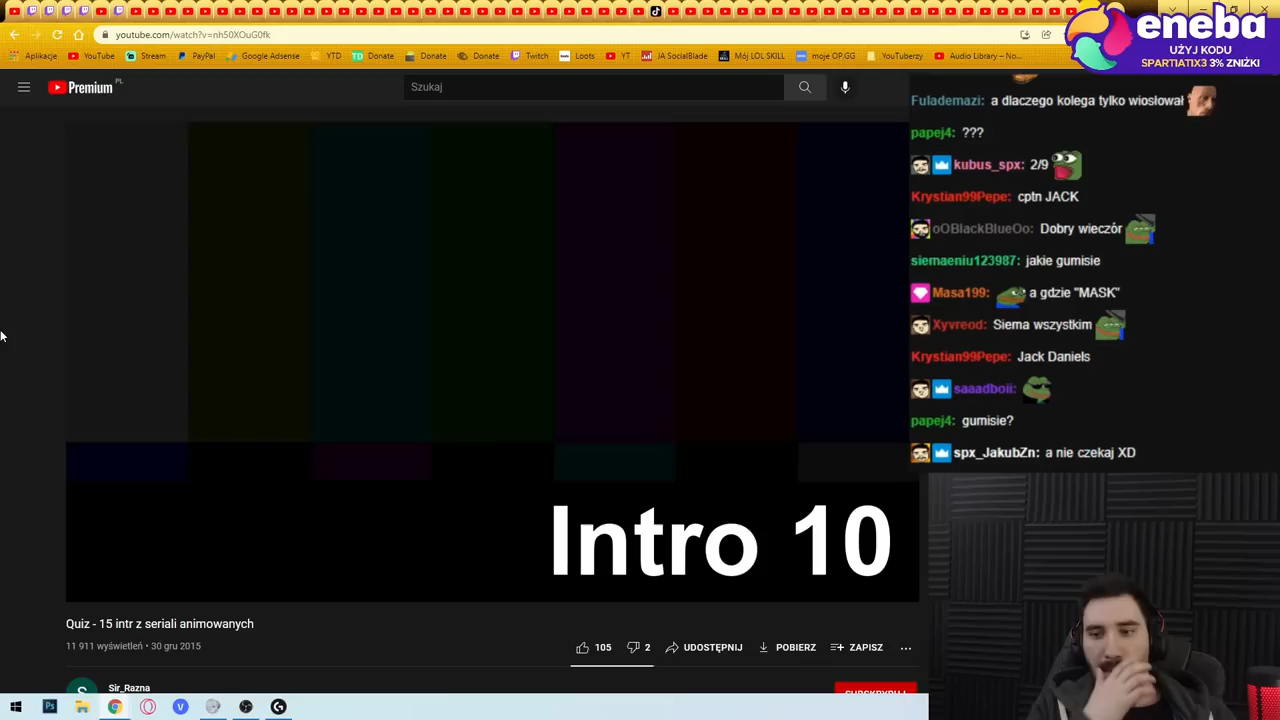 youtube.com/watch?v=nh50XOuG0fk
Aplikacje YouTube Stream PayPal Google Adsense YTD Donate Donate Donate Twitch Loots YT JA SocialBlade Mój LOL SKILL moje OP.GG YouTuberzy Audio Library – No...
eneba
UŻYJ KODU
SPARTIATIX3 3% ZNIŻKI
Premium PL
Szukaj
Fulademazi: a dlaczego kolega tylko wiosłował
papej4: ???
kubus_spx: 2/9
Krystian99Pepe: cptn JACK
oOBlackBlueOo: Dobry wieczór
siemaeniu123987: jakie gumisie
Masa199: a gdzie "MASK"
Xyvreod: Siema wszystkim
Krystian99Pepe: Jack Daniels
saaadboii:
papej4: gumisie?
spx_JakubZn: a nie czekaj XD
Intro 10
Quiz - 15 intr z seriali animowanych
11 911 wyświetleń • 30 gru 2015
105 2 UDOSTĘPNIJ POBIERZ ZAPISZ ...
S Sir_Razna
SUBSKRYBUJ